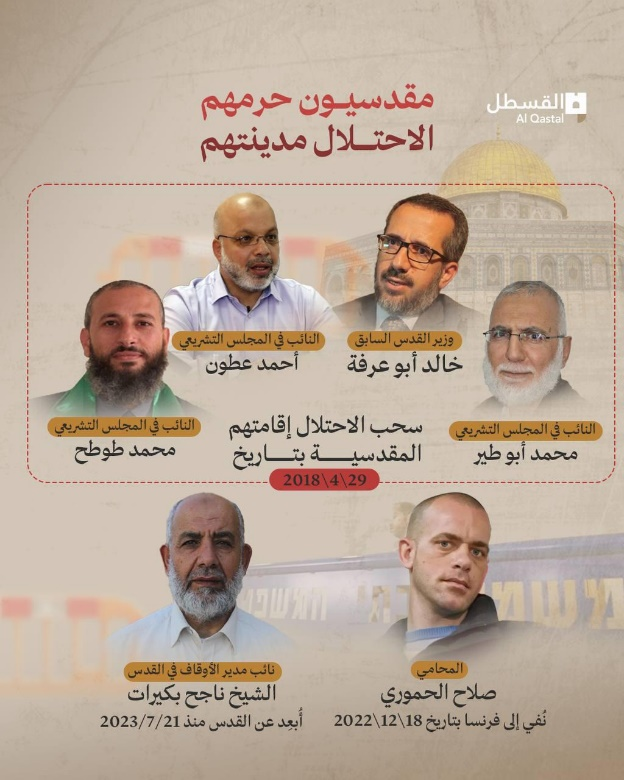 مقدسيون حرمهم
الاحتلال مدينتهم
القسطل
Al Qastal
وزير القدس السابق
خالد أبو عرفة
النائب في المجلس التشريعي
أحمد عطون
النائب في المجلس التشريعي
محمد أبو طير
النائب في المجلس التشريعي
محمد طوطح
سحب الاحتلال إقامتهم
المقدسية بتاريخ
29\4\2018
المحامي
صلاح الحموري
نُفي إلى فرنسا بتاريخ 18\12\2022
نائب مدير الأوقاف في القدس
الشيخ ناجح بكيرات
أُبعِد عن القدس منذ 2023/7/21